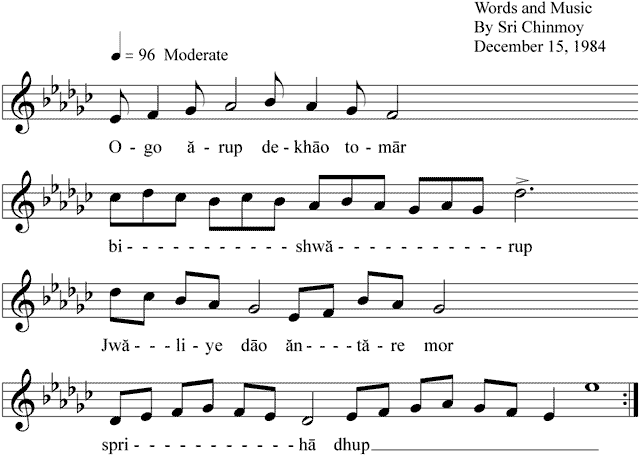 Words and Music
By Sri Chinmoy
December 15, 1984
= 96 Moderate
O - go ă - rup de - khāo to - mār
bi - - - - - - - - - - - - shwă - - - - - - - - - - - - rup
Jwă - - - li - ye dāo ăn - - - - tă - re mor
spri - - - - - - - - - - - - hā dhup